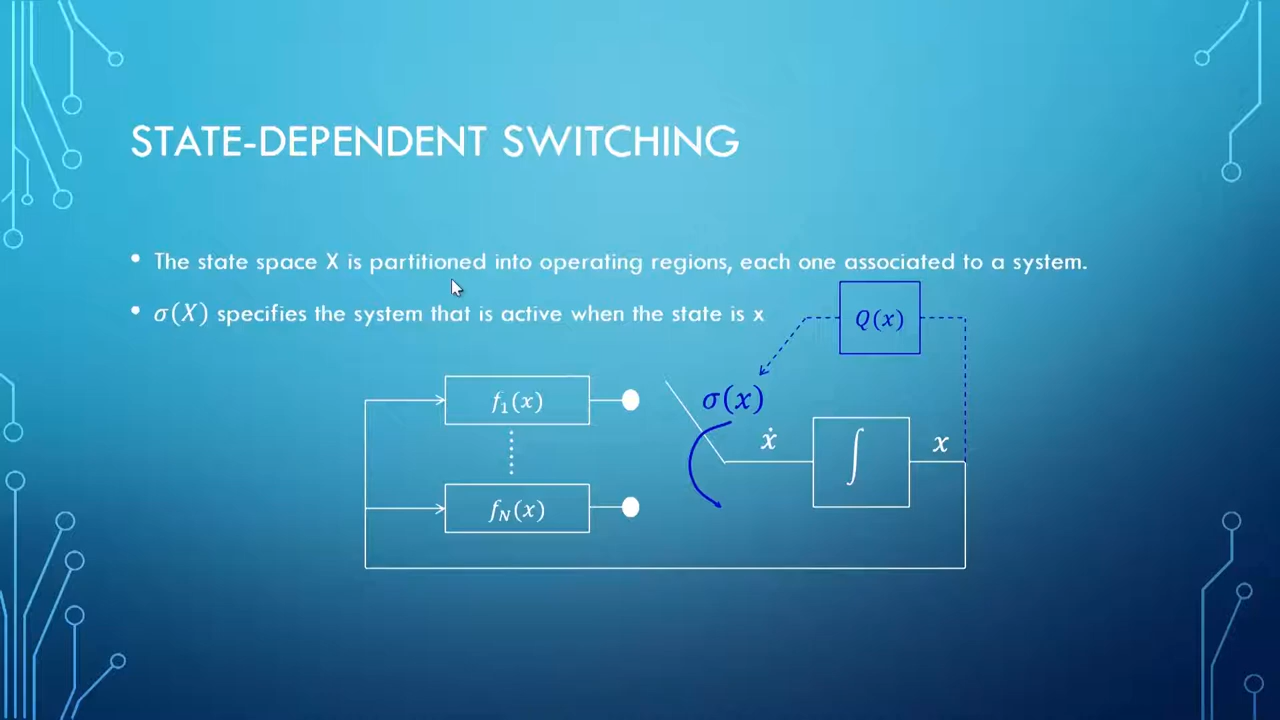 STATE-DEPENDENT SWITCHING
• The state space X is partitioned into operating regions, each one associated to a system.
• σ(X) specifies the system that is active when the state is x
Q(x)
f₁(x)
σ(x)
ẋ
∫
x
f_N(x)